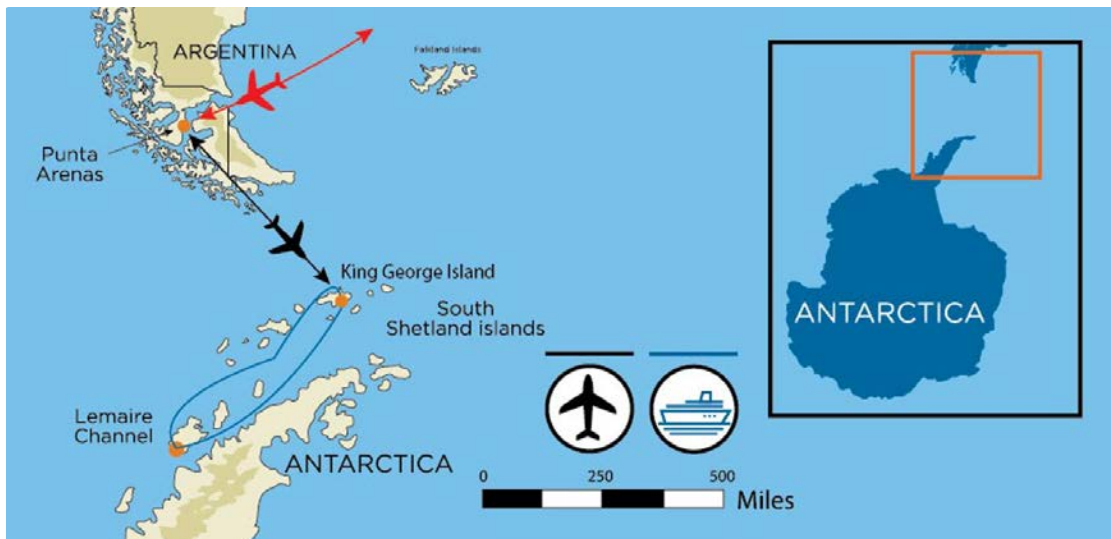 ARGENTINA
Falkland Islands
Punta
Arenas
King George Island
South
Shetland islands
Lemaire
Channel
ANTARCTICA
0 250 500
Miles
ANTARCTICA